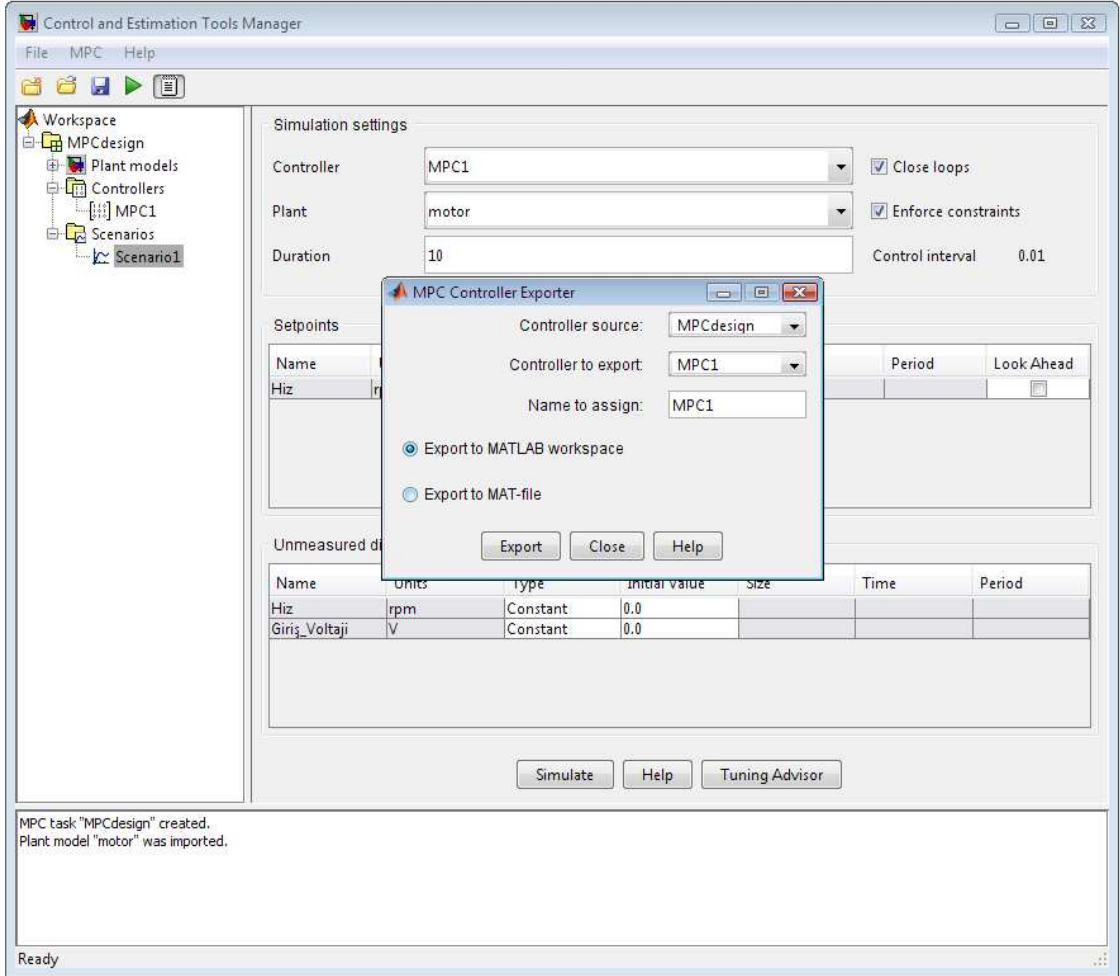 Control and Estimation Tools Manager
File MPC Help
Workspace
MPCdesign
Plant models
Controllers
MPC1
Scenarios
Scenario1
Simulation settings
Controller MPC1 Close loops
Plant motor Enforce constraints
Duration 10 Control interval 0.01
MPC Controller Exporter
Controller source: MPCdesign
Controller to export: MPC1
Name to assign: MPC1
Export to MATLAB workspace
Export to MAT-file
Export Close Help
Setpoints
Name Period Look Ahead
Hiz
Unmeasured di
Name Units Type Initial Value Size Time Period
Hiz rpm Constant 0.0
Giriş_Voltaji V Constant 0.0
Simulate Help Tuning Advisor
MPC task "MPCdesign" created.
Plant model "motor" was imported.
Ready